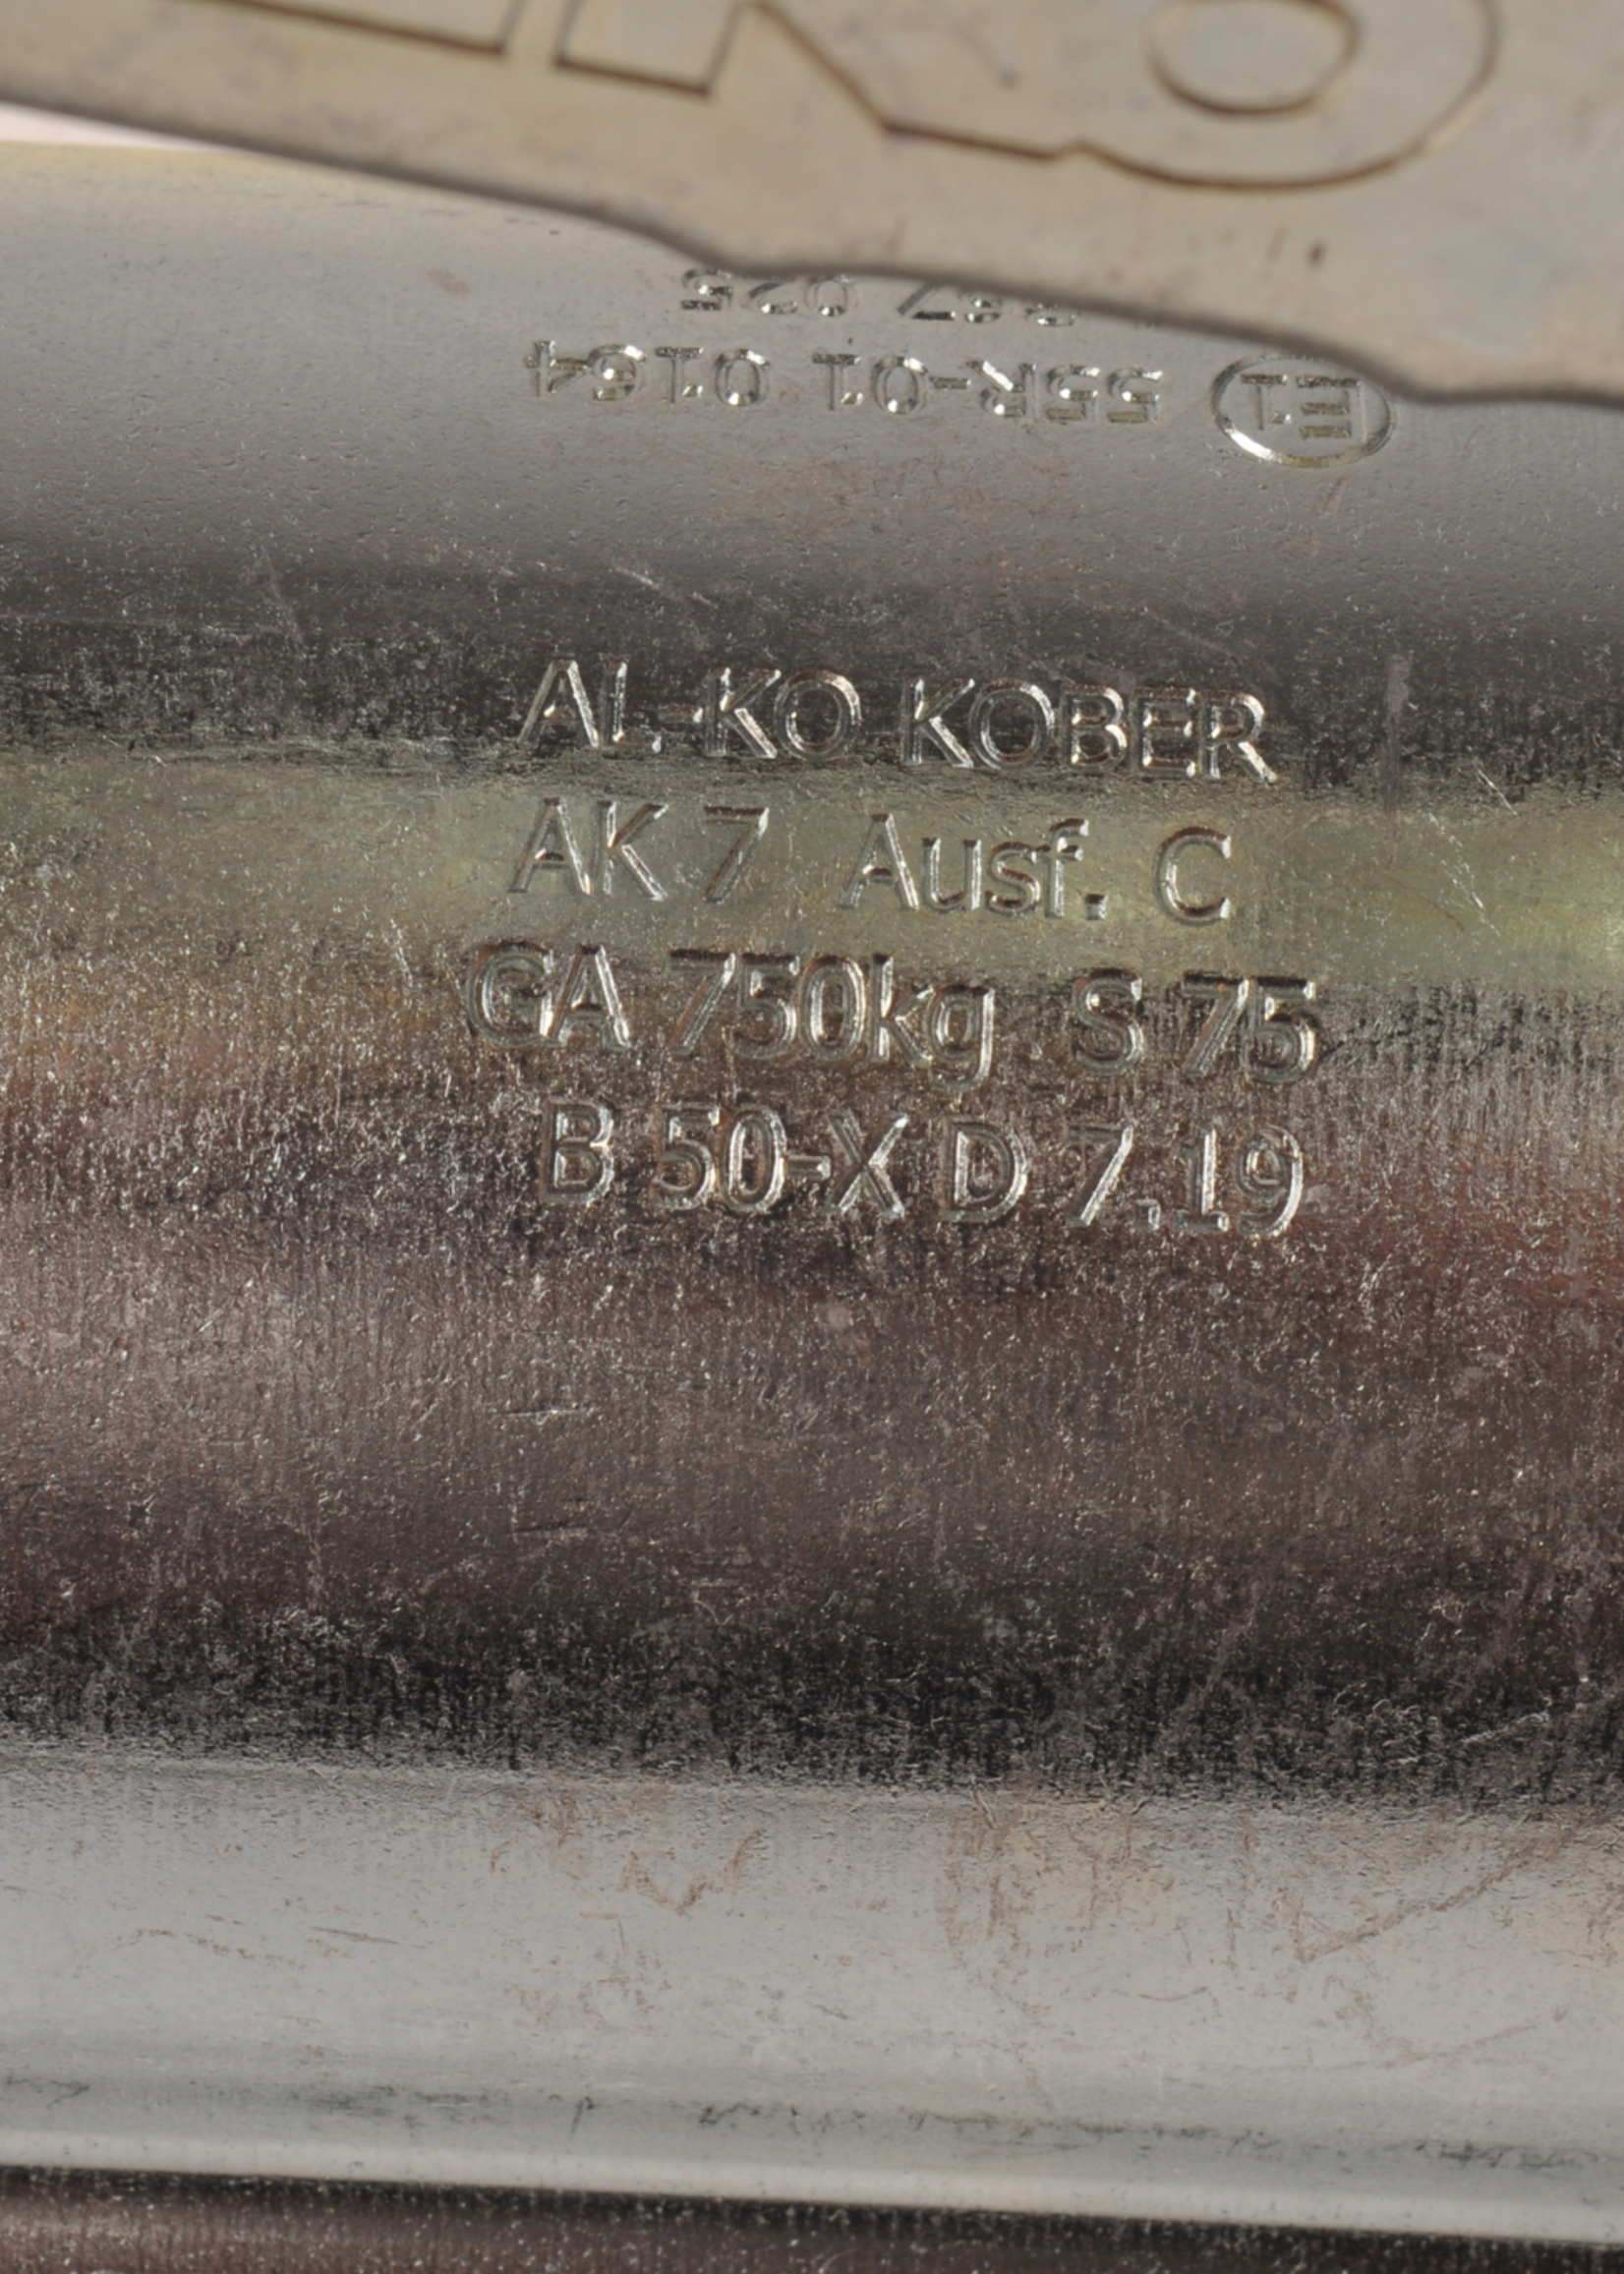 E1 55R-01 0164
AL-KO KOBER
AK 7 Ausf. C
GA 750kg S 75
B 50-X D 7.19